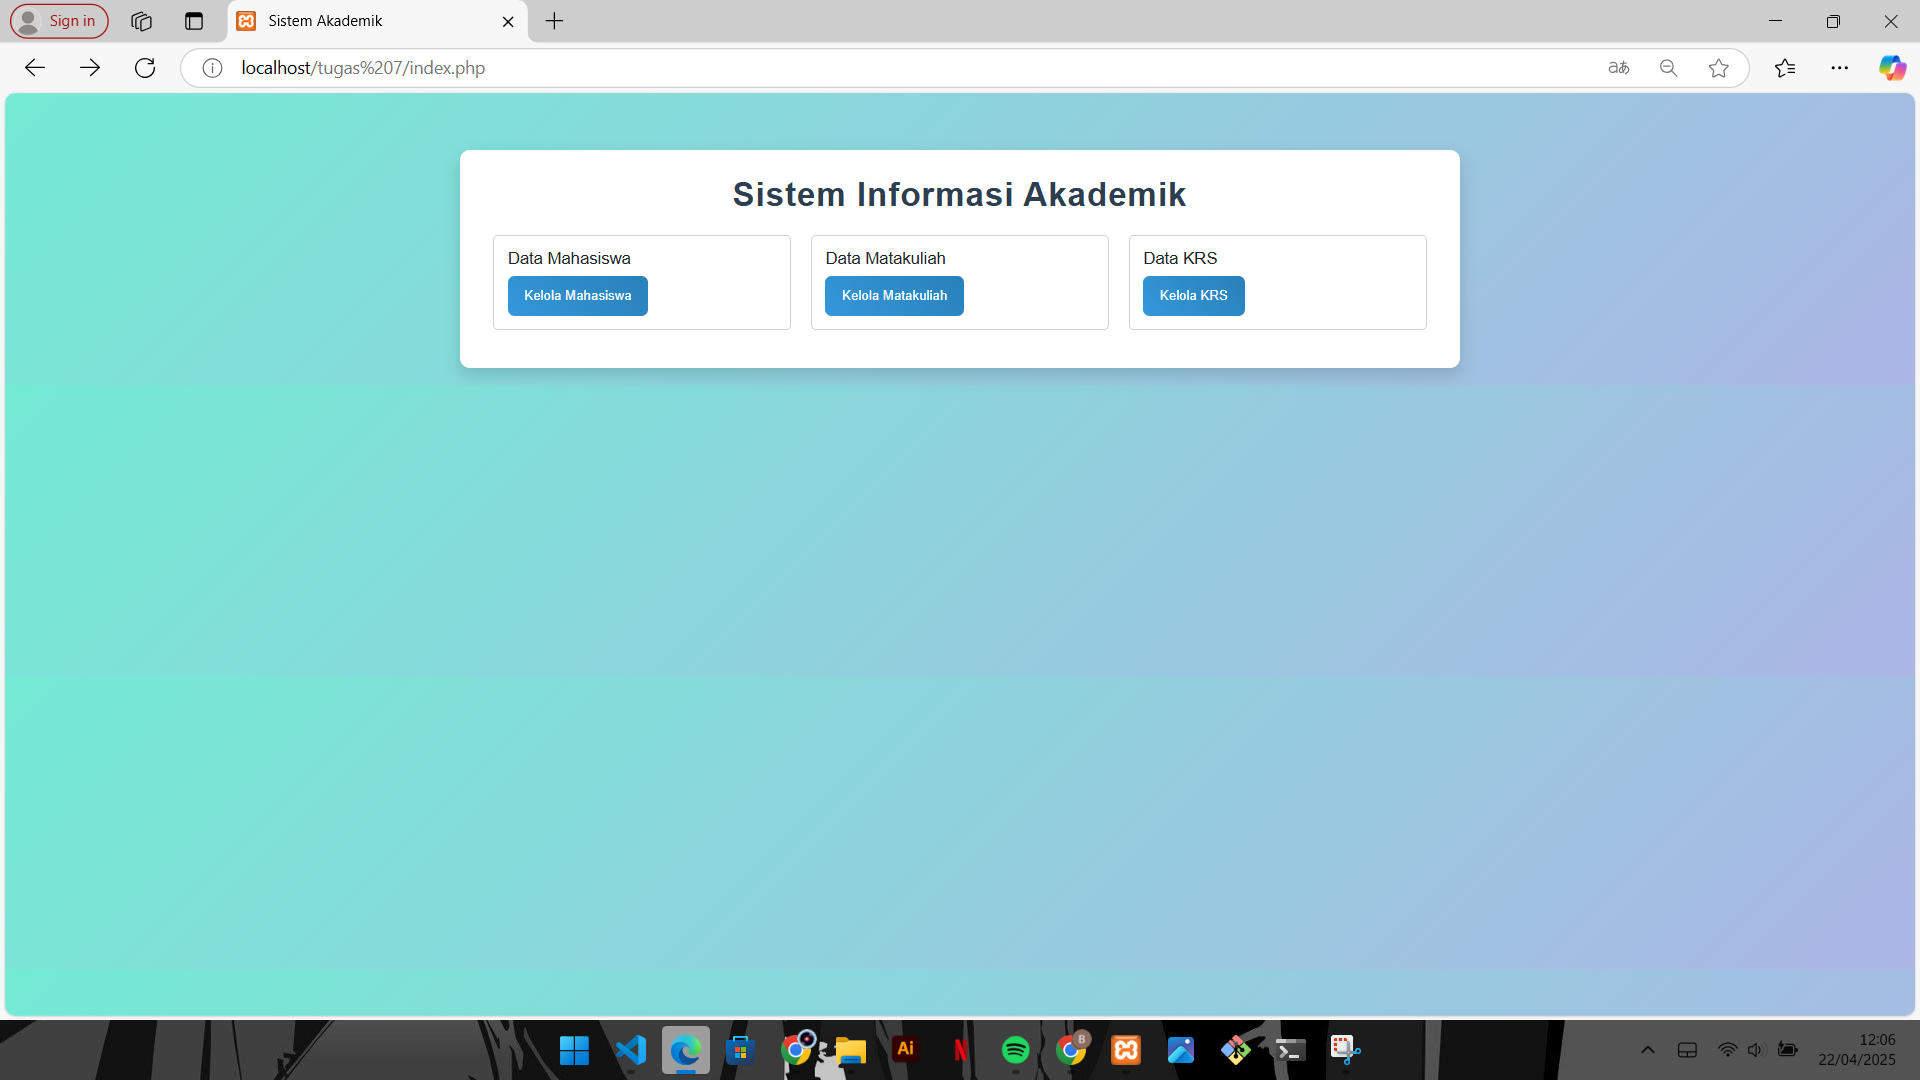 Sign in
Sistem Akademik
localhost/tugas%207/index.php
Sistem Informasi Akademik
Data Mahasiswa
Kelola Mahasiswa
Data Matakuliah
Kelola Matakuliah
Data KRS
Kelola KRS
Ai
N
B
12:06
22/04/2025